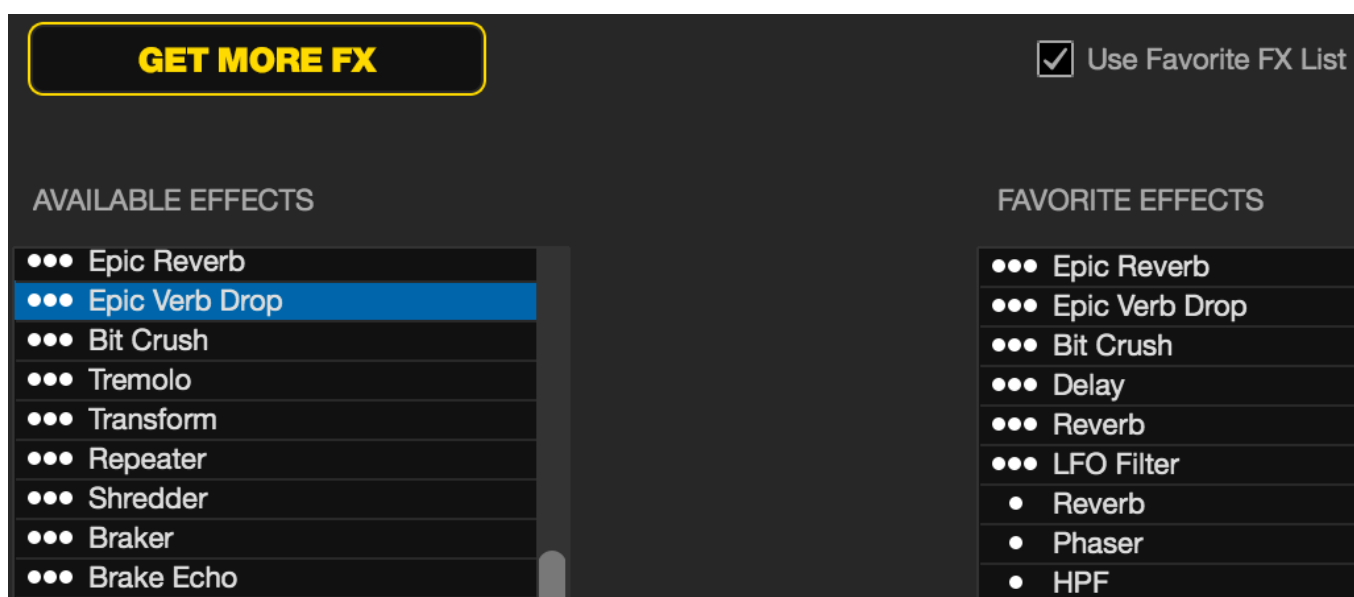 GET MORE FX
Use Favorite FX List
AVAILABLE EFFECTS
Epic Reverb
Epic Verb Drop
Bit Crush
Tremolo
Transform
Repeater
Shredder
Braker
Brake Echo
FAVORITE EFFECTS
Epic Reverb
Epic Verb Drop
Bit Crush
Delay
Reverb
LFO Filter
Reverb
Phaser
HPF